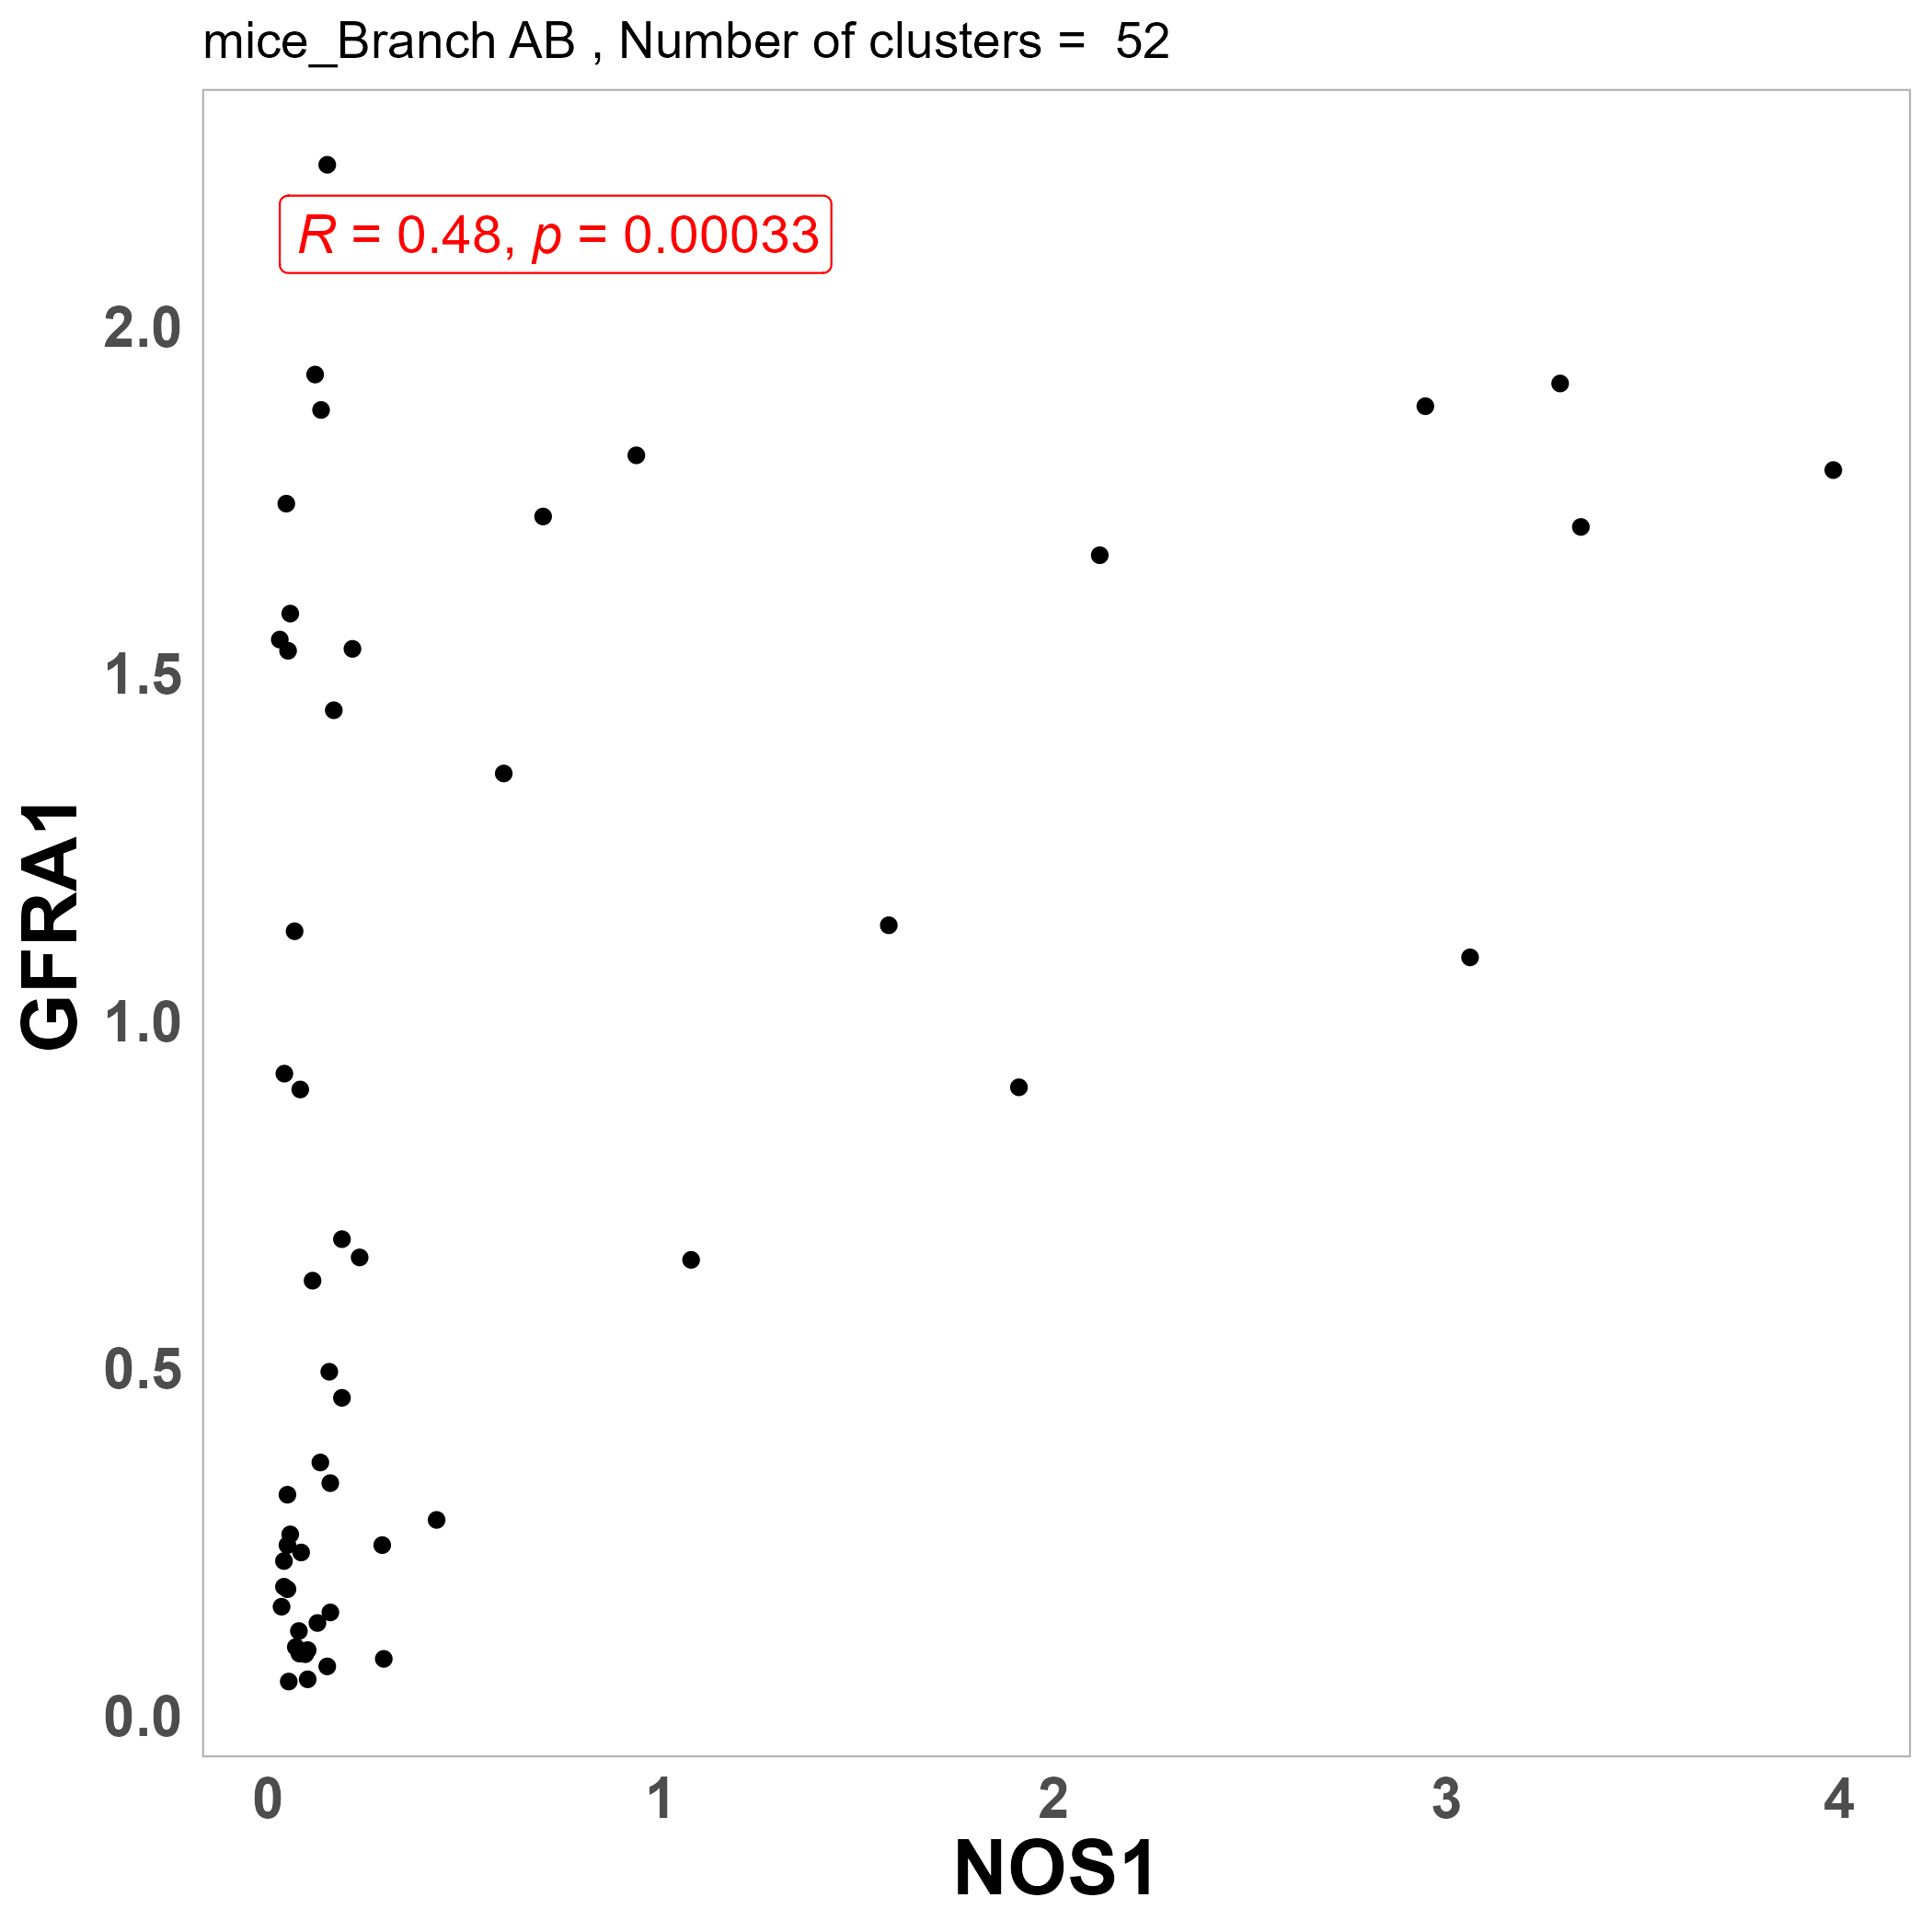 mice_Branch AB , Number of clusters =  52
R = 0.48, p = 0.00033
2.0
1.5
1.0
0.5
0.0
GFRA1
0 1 2 3 4
NOS1